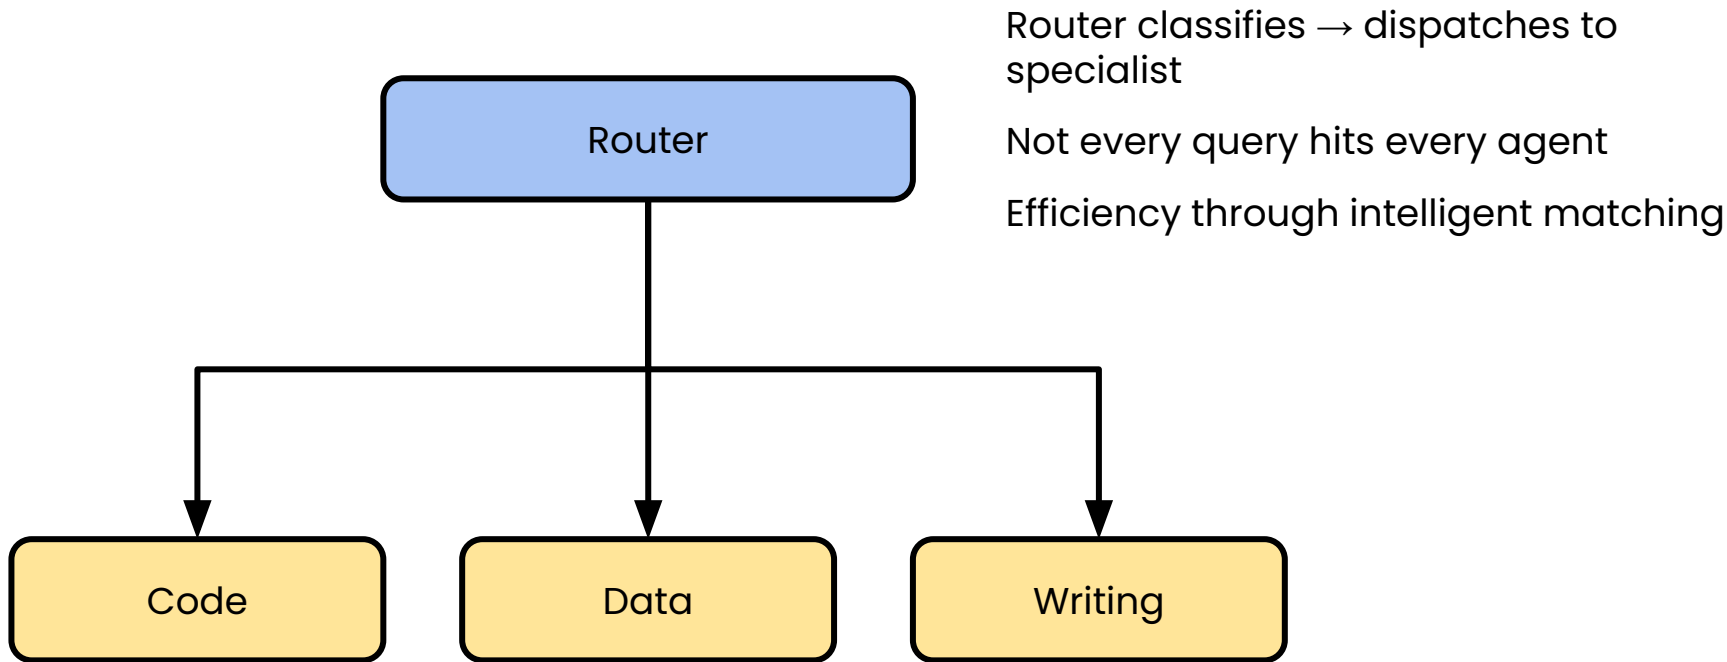 Router classifies → dispatches to
specialist
Router
Not every query hits every agent
Efficiency through intelligent matching
Code
Data
Writing